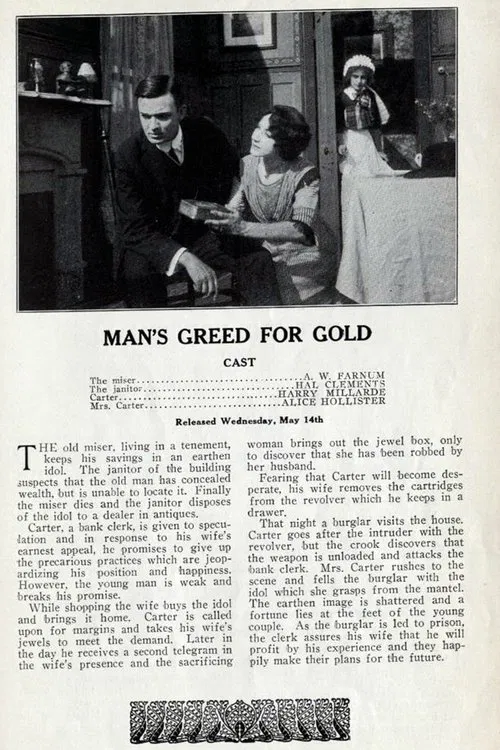 MAN'S GREED FOR GOLD
CAST
The miser..............................A. W. FARNUM
The janitor..............................HAL CLEMENTS
Carter..............................HARRY MILLARDE
Mrs. Carter..............................ALICE HOLLISTER
Released Wednesday, May 14th
THE old miser, living in a tenement,
keeps his savings in an earthen
idol. The janitor of the building
suspects that the old man has concealed
wealth, but is unable to locate it. Finally
the miser dies and the janitor disposes
of the idol to a dealer in antiques.
Carter, a bank clerk, is given to specu-
lation and in response to his wife's
earnest appeal, he promises to give up
the precarious practices which are jeop-
ardizing his position and happiness.
However, the young man is weak and
breaks his promise.
While shopping the wife buys the idol
and brings it home. Carter is called
upon for margins and takes his wife's
jewels to meet the demand. Later in
the day he receives a second telegram in
the wife's presence and the sacrificing
woman brings out the jewel box, only
to discover that she has been robbed by
her husband.
Fearing that Carter will become des-
perate, his wife removes the cartridges
from the revolver which he keeps in a
drawer.
That night a burglar visits the house.
Carter goes after the intruder with the
revolver, but the crook discovers that
the weapon is unloaded and attacks the
bank clerk. Mrs. Carter rushes to the
scene and fells the burglar with the
idol which she grasps from the mantel.
The earthen image is shattered and a
fortune lies at the feet of the young
couple. As the burglar is led to prison,
the clerk assures his wife that he will
profit by his experience and they hap-
pily make their plans for the future.